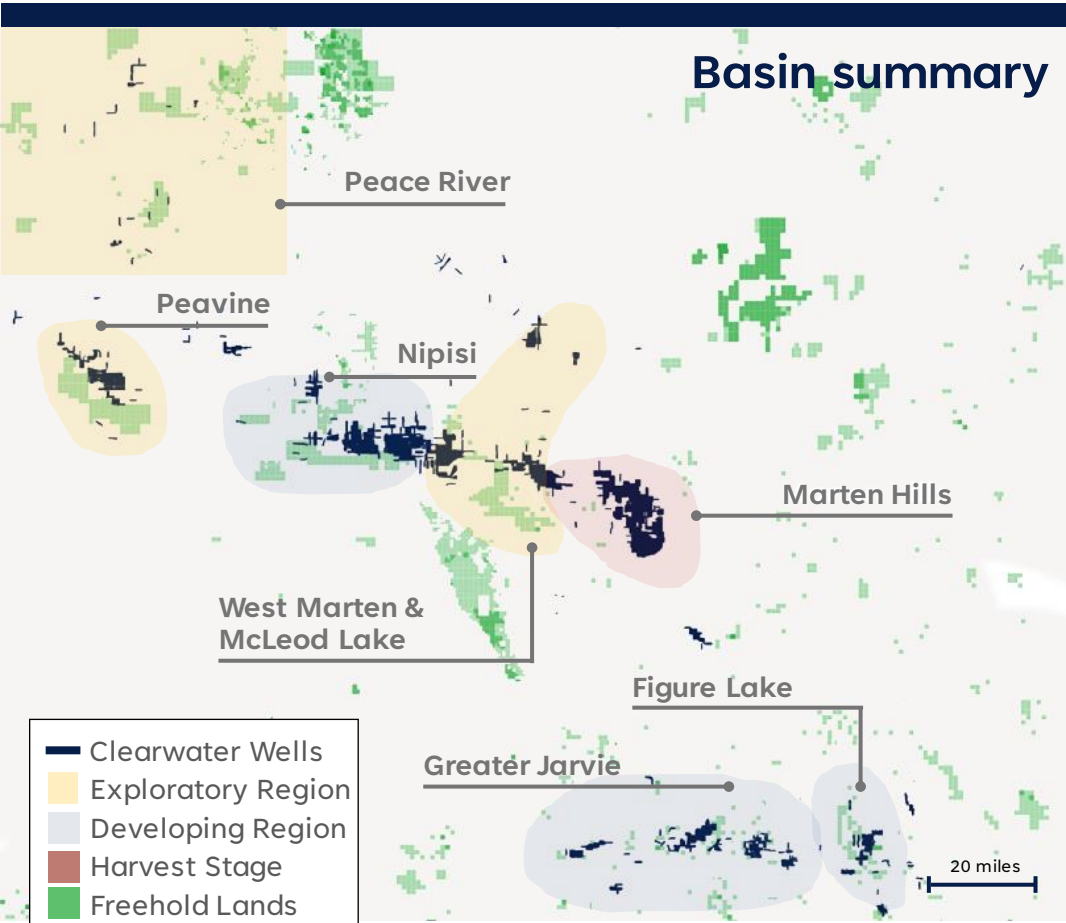 Basin summary
Peace River
Peavine
Nipisi
Marten Hills
West Marten &
McLeod Lake
Figure Lake
Greater Jarvie
Clearwater Wells
Exploratory Region
Developing Region
Harvest Stage
Freehold Lands
20 miles